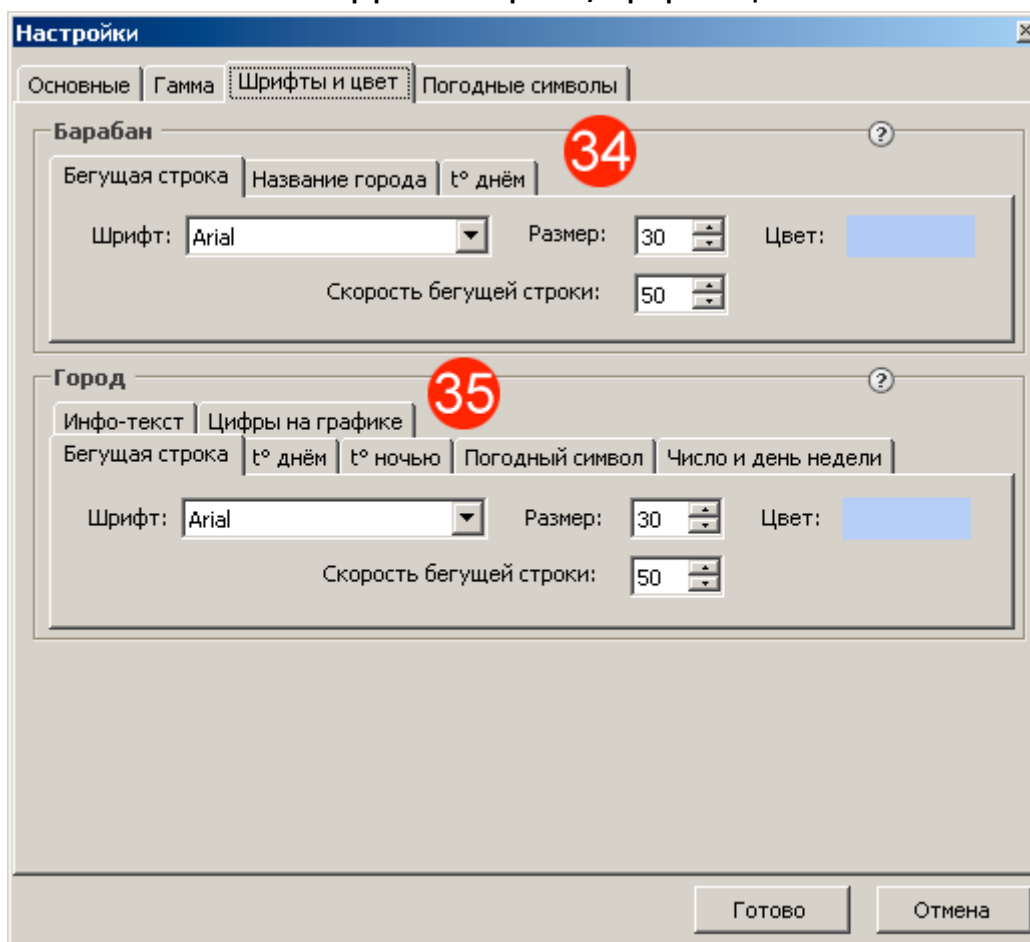 Настройки
Основные Гамма Шрифты и цвет Погодные символы
Барабан
34
Бегущая строка Название города t° днём
Шрифт: Arial Размер: 30 Цвет:
Скорость бегущей строки: 50
Город
35
Инфо-текст Цифры на графике
Бегущая строка t° днём t° ночью Погодный символ Число и день недели
Шрифт: Arial Размер: 30 Цвет:
Скорость бегущей строки: 50
Готово Отмена